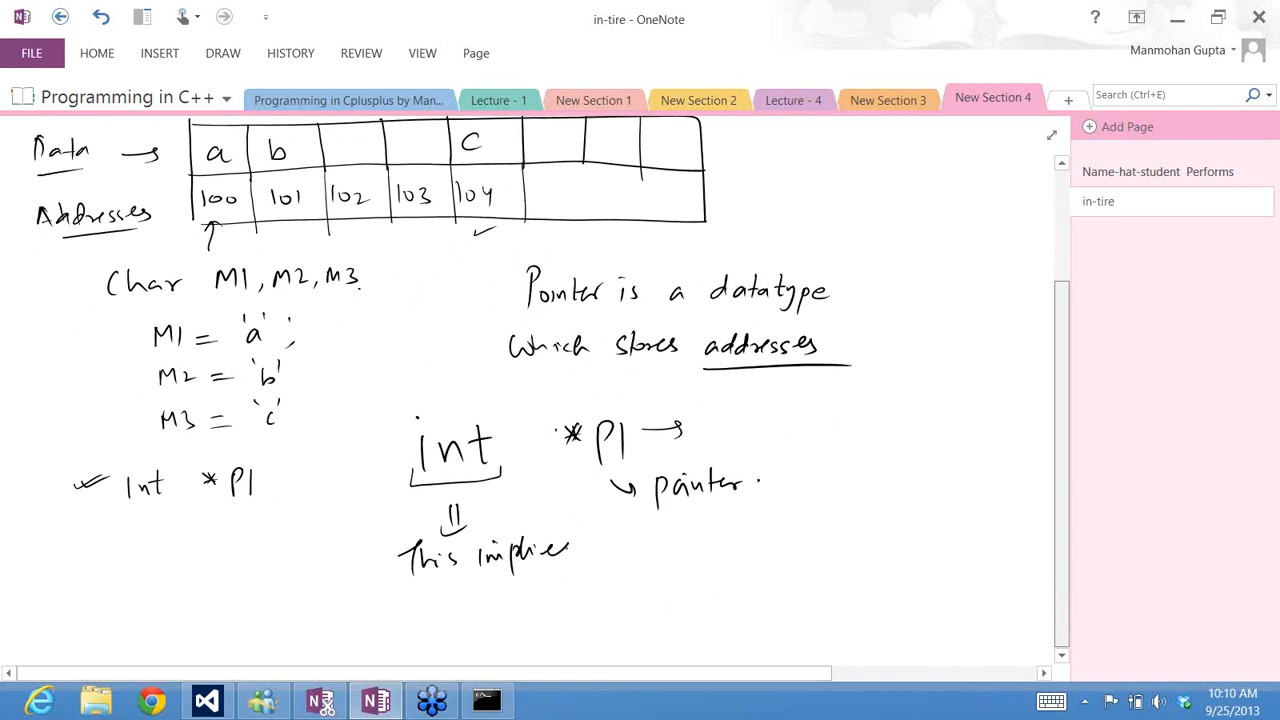 in-tire - OneNote
FILE HOME INSERT DRAW HISTORY REVIEW VIEW Page
Manmohan Gupta
Programming in C++
Programming in Cplusplus by Man...
Lecture - 1
New Section 1
New Section 2
Lecture - 4
New Section 3
New Section 4
Search (Ctrl+E)
Add Page
Name-hat-student Performs
in-tire
Data → a b c
Addresses 100 101 102 103 104
Char M1, M2, M3.
M1 = 'a' ;
M2 = 'b'
M3 = 'c'
Int *P1
Pointer is a datatype
which stores addresses
int *P1 →
pointer.
This implies
10:10 AM
9/25/2013